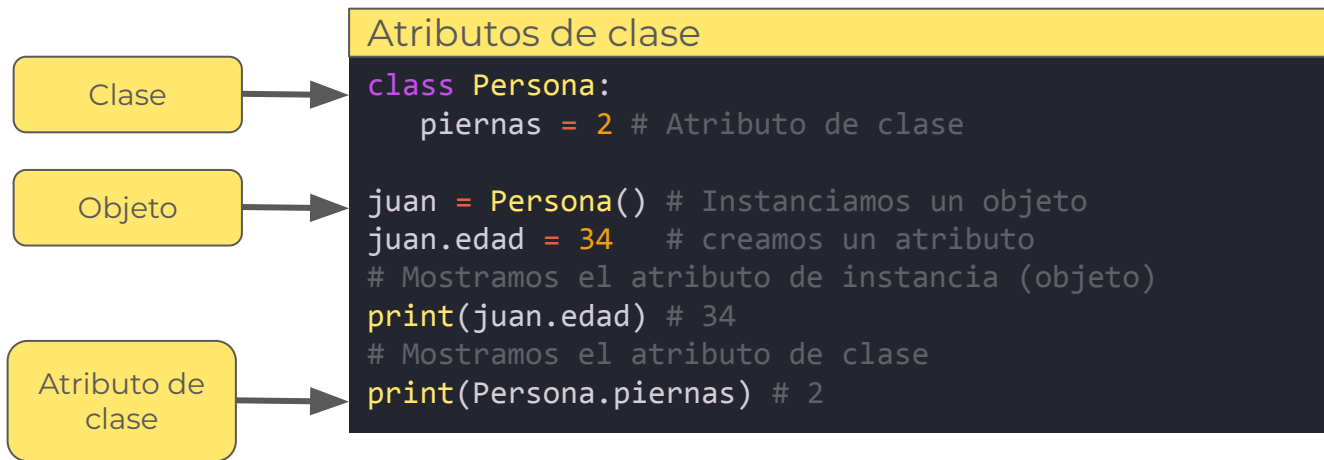 Atributos de clase
Clase
class Persona:
   piernas = 2 # Atributo de clase
Objeto
juan = Persona() # Instanciamos un objeto
juan.edad = 34   # creamos un atributo
# Mostramos el atributo de instancia (objeto)
print(juan.edad) # 34
# Mostramos el atributo de clase
Atributo de
clase
print(Persona.piernas) # 2